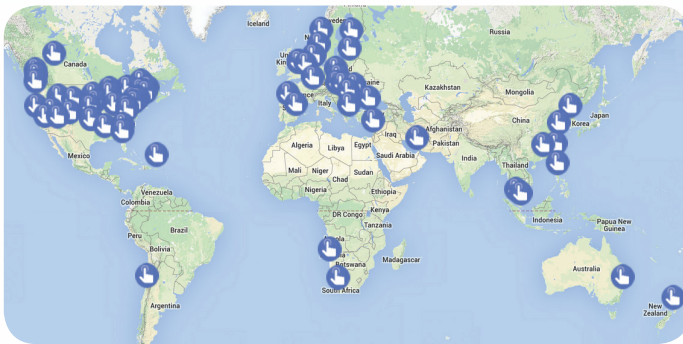 Iceland
Sweden
Russia
Canada
Kazakhstan
Mongolia
Italy
China
Japan
Korea
Iraq
Afghanistan
Pakistan
Algeria
Libya
Egypt
Saudi Arabia
India
Mexico
Mali
Niger
Chad
Sudan
Thailand
Nigeria
Ethiopia
Venezuela
Colombia
DR Congo
Kenya
Tanzania
Indonesia
Papua New
Guinea
Peru
Brazil
Bolivia
Botswana
Madagascar
Australia
South Africa
Argentina
New
Zealand